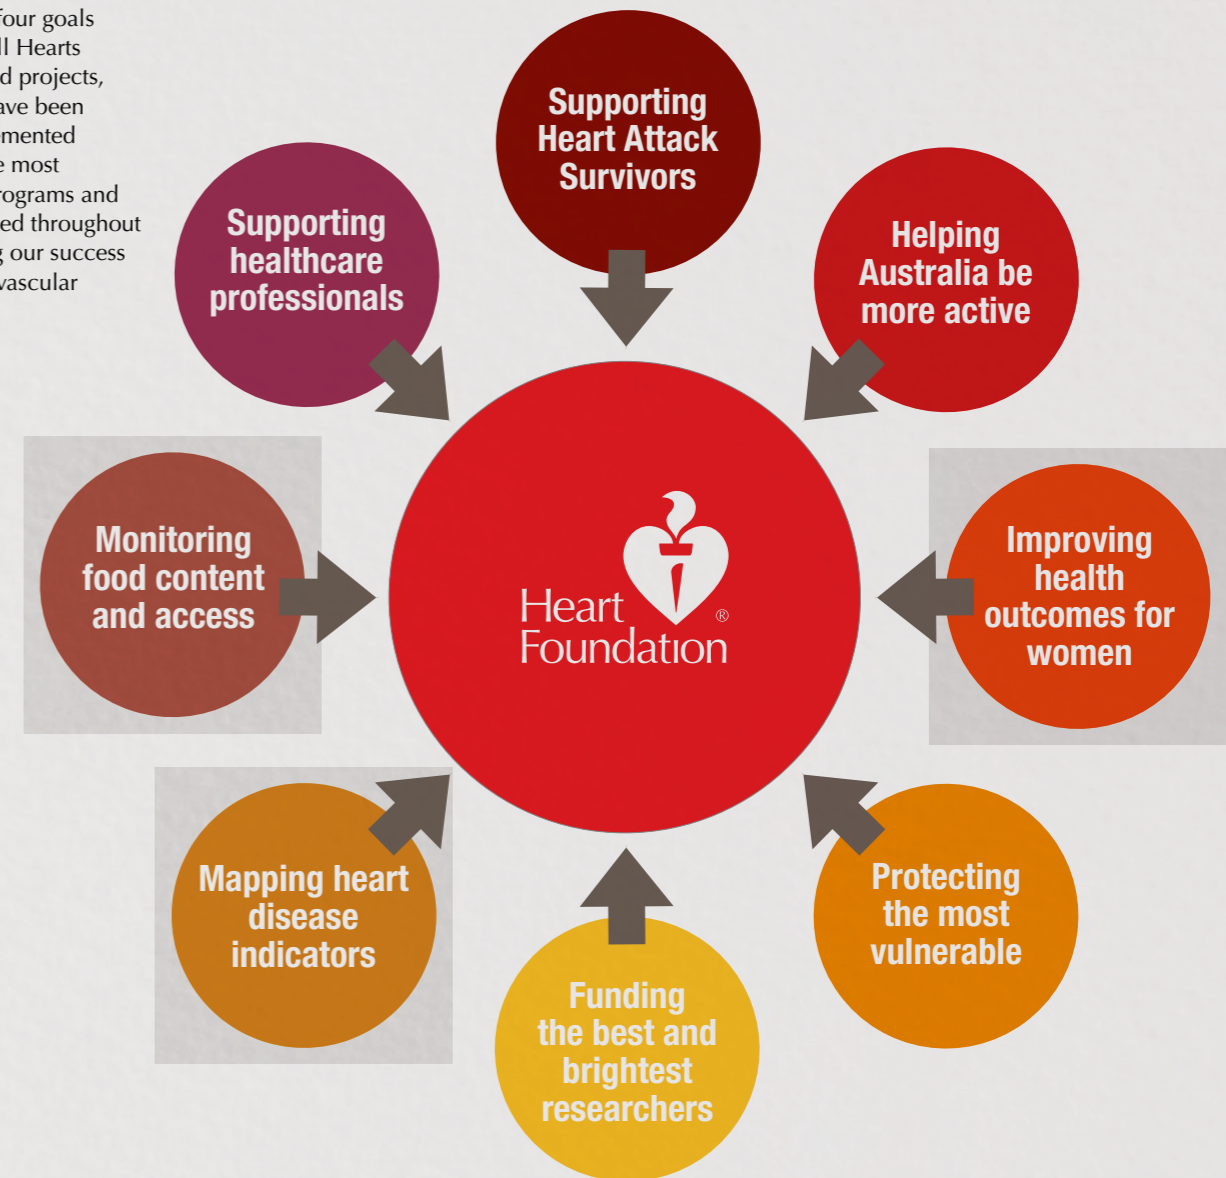 four goals
ll Hearts
d projects,
ave been
emented
e most
rograms and
ed throughout
g our success
vascular
Supporting
Heart Attack
Survivors
Helping
Australia be
more active
Improving
health
outcomes for
women
Protecting
the most
vulnerable
Funding
the best and
brightest
researchers
Mapping heart
disease
indicators
Monitoring
food content
and access
Supporting
healthcare
professionals
Heart
Foundation
®